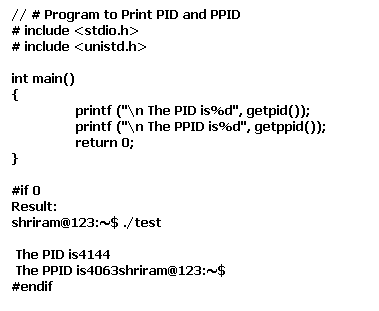 // # Program to Print PID and PPID
# include <stdio.h>
# include <unistd.h>
int main()
{
printf ("\n The PID is%d", getpid());
printf ("\n The PPID is%d", getppid());
return 0;
}
#if 0
Result:
shriram@123:~$ ./test
The PID is4144
The PPID is4063shriram@123:~$
#endif